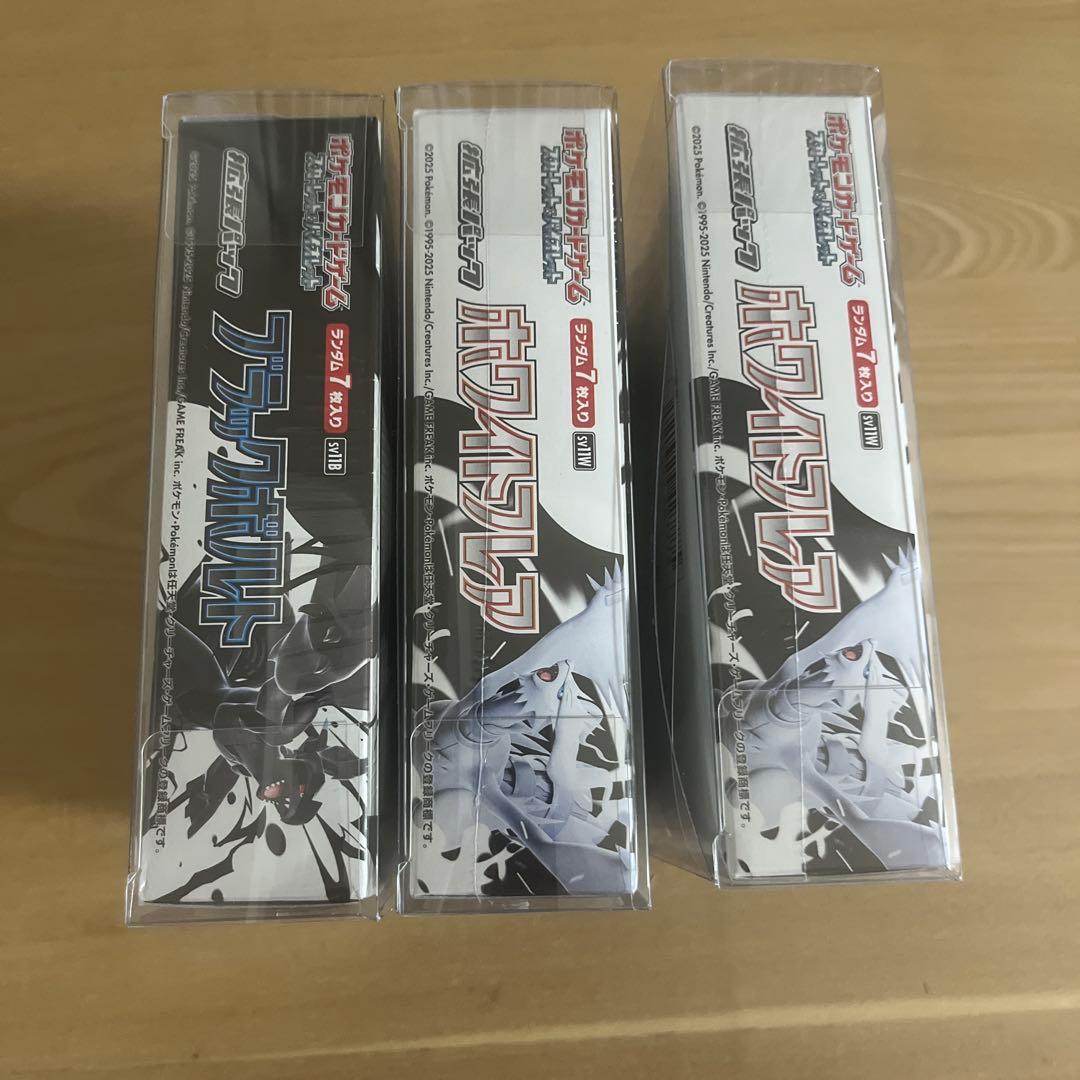 ポケモンカードゲーム
スカーレット&バイオレット
拡張パック
ブラックボルト
ランダム7枚入り
sv11B
©2025 Pokémon. ©1995-2025 Nintendo/Creatures Inc./GAME FREAK inc. ポケモン・Pokémonは任天堂・クリーチャーズ・ゲームフリークの登録商標です。
ポケモンカードゲーム
スカーレット&バイオレット
拡張パック
ホワイトフレア
ランダム7枚入り
sv11W
©2025 Pokémon. ©1995-2025 Nintendo/Creatures Inc./GAME FREAK inc. ポケモン・Pokémonは任天堂・クリーチャーズ・ゲームフリークの登録商標です。
ポケモンカードゲーム
スカーレット&バイオレット
拡張パック
ホワイトフレア
ランダム7枚入り
sv11W
©2025 Pokémon. ©1995-2025 Nintendo/Creatures Inc./GAME FREAK inc. ポケモン・Pokémonは任天堂・クリーチャーズ・ゲームフリークの登録商標です。